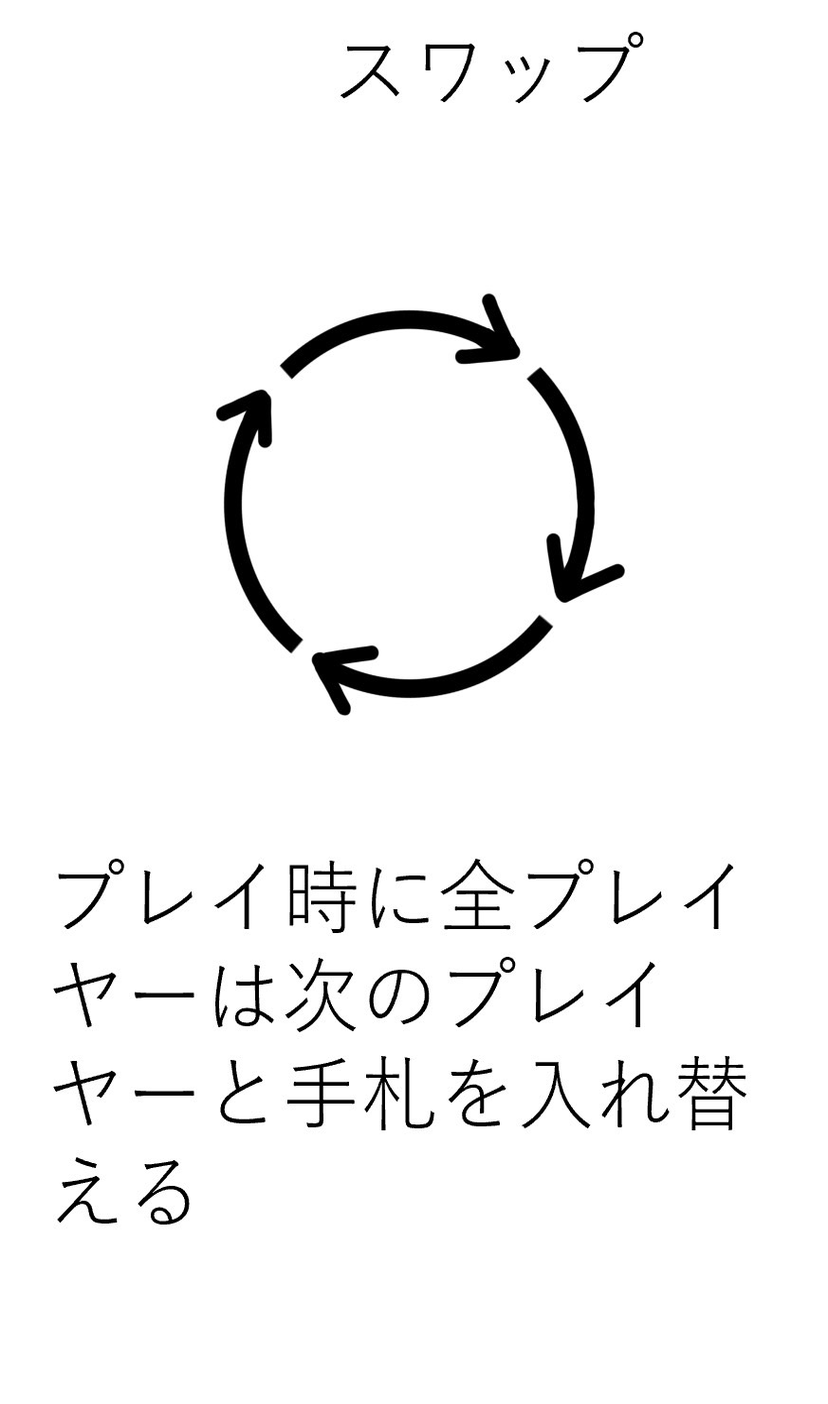 スワップ
プレイ時に全プレイ
ヤーは次のプレイ
ヤーと手札を入れ替
える